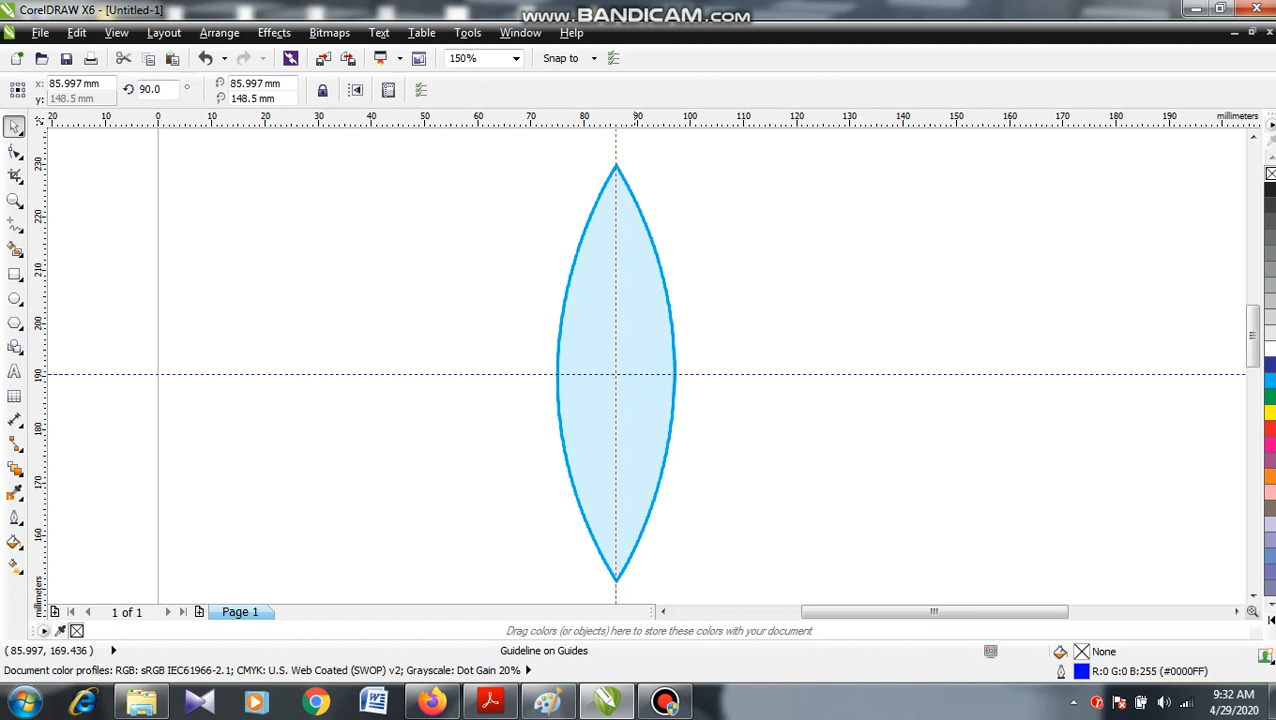 CorelDRAW X6 - [Untitled-1]
www.BANDICAM.com
File Edit View Layout Arrange Effects Bitmaps Text Table Tools Window Help
150% Snap to
x: 85.997 mm 90.0 ° 85.997 mm
y: 148.5 mm 148.5 mm
20 0 10 20 30 40 50 60 70 80 90 100 110 120 130 140 150 160 170 180 190 millimeters
230
220
210
200
190
180
170
160
millimeters
1 of 1 Page 1
Drag colors (or objects) here to store these colors with your document
(85.997, 169.436) Guideline on Guides None
Document color profiles: RGB: sRGB IEC61966-2.1; CMYK: U.S. Web Coated (SWOP) v2; Grayscale: Dot Gain 20% R:0 G:0 B:255 (#0000FF)
9:32 AM
4/29/2020